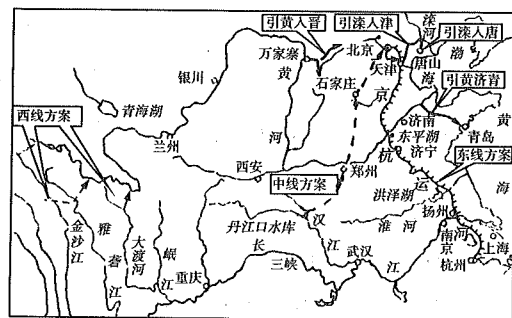 引黄入晋
引滦入津
引滦入唐
滦河
万家寨
北京
天津
唐山
渤海
引黄济青
银川
黄河
石家庄
京杭运河
青海湖
济南
东平湖
济宁
青岛
黄海
西线方案
兰州
西安
中线方案
郑州
东线方案
洪泽湖
扬州
淮河
丹江口水库
汉江
南京
上海
杭州
金沙江
雅砻江
大渡河
岷江
重庆
长江
三峡
武汉